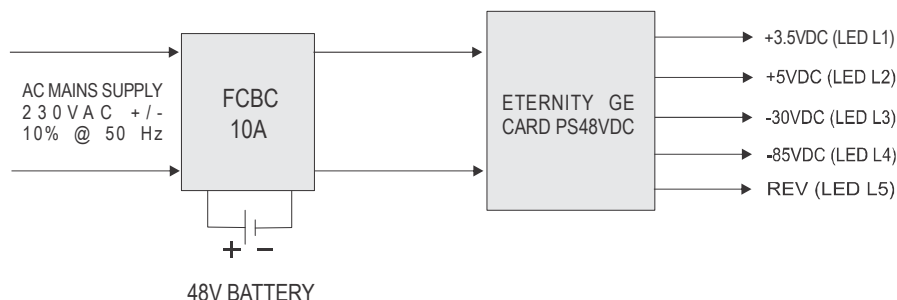 AC MAINS SUPPLY
230VAC +/-
10% @ 50 Hz
FCBC
10A
+ -
48V BATTERY
ETERNITY GE
CARD PS48VDC
+3.5VDC (LED L1)
+5VDC (LED L2)
-30VDC (LED L3)
-85VDC (LED L4)
REV (LED L5)